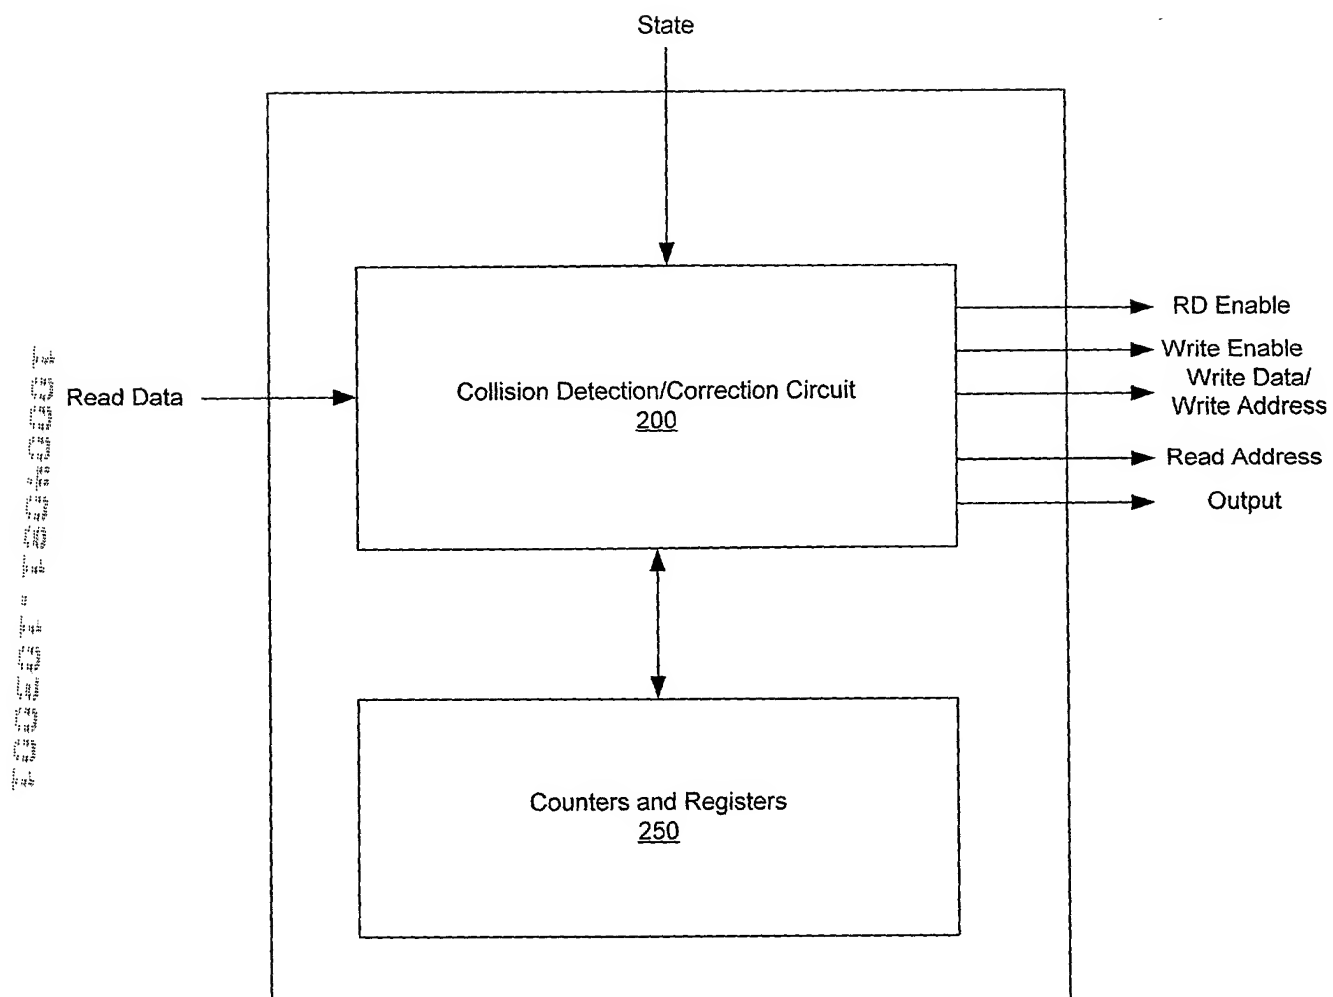 State
RD Enable
Write Enable
Write Data/
Write Address
Read Data
Collision Detection/Correction Circuit
200
Read Address
Output
Counters and Registers
250